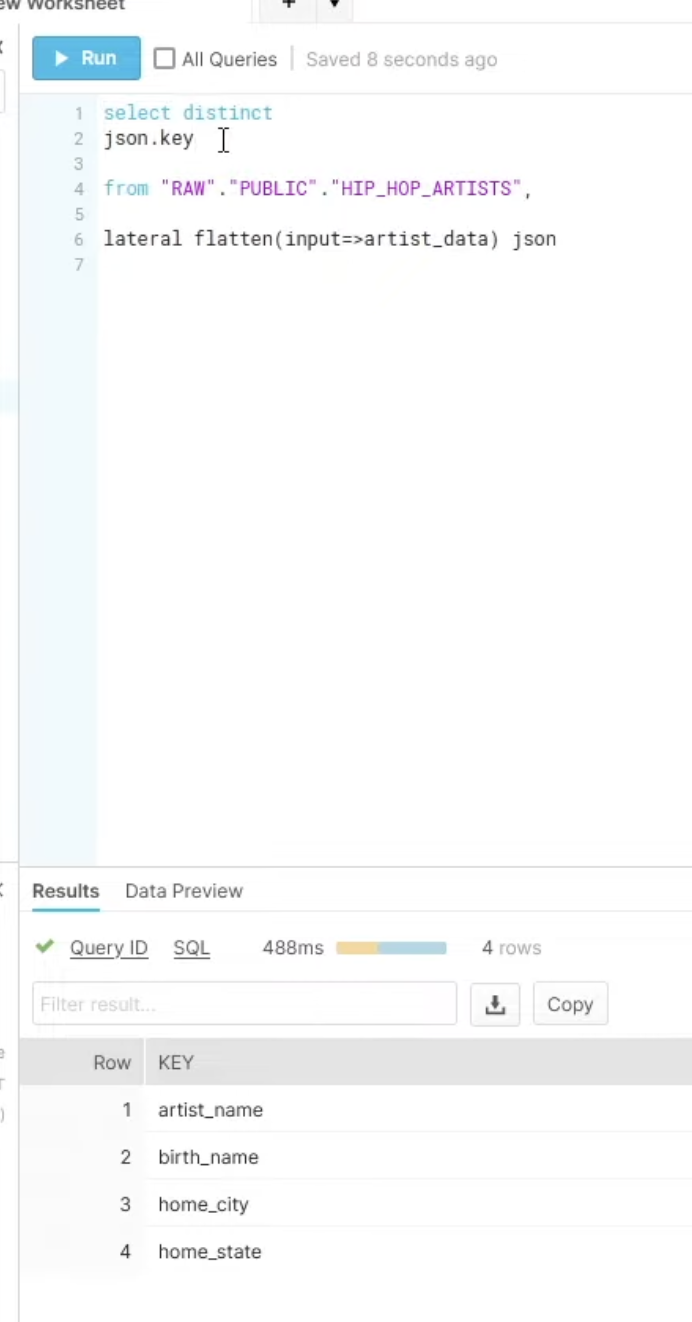 ew Worksheet
+
Run All Queries Saved 8 seconds ago
1 select distinct
2 json.key
3
4 from "RAW"."PUBLIC"."HIP_HOP_ARTISTS",
5
6 lateral flatten(input=>artist_data) json
7
Results Data Preview
Query ID SQL 488ms 4 rows
Filter result... Copy
Row KEY
1 artist_name
2 birth_name
3 home_city
4 home_state